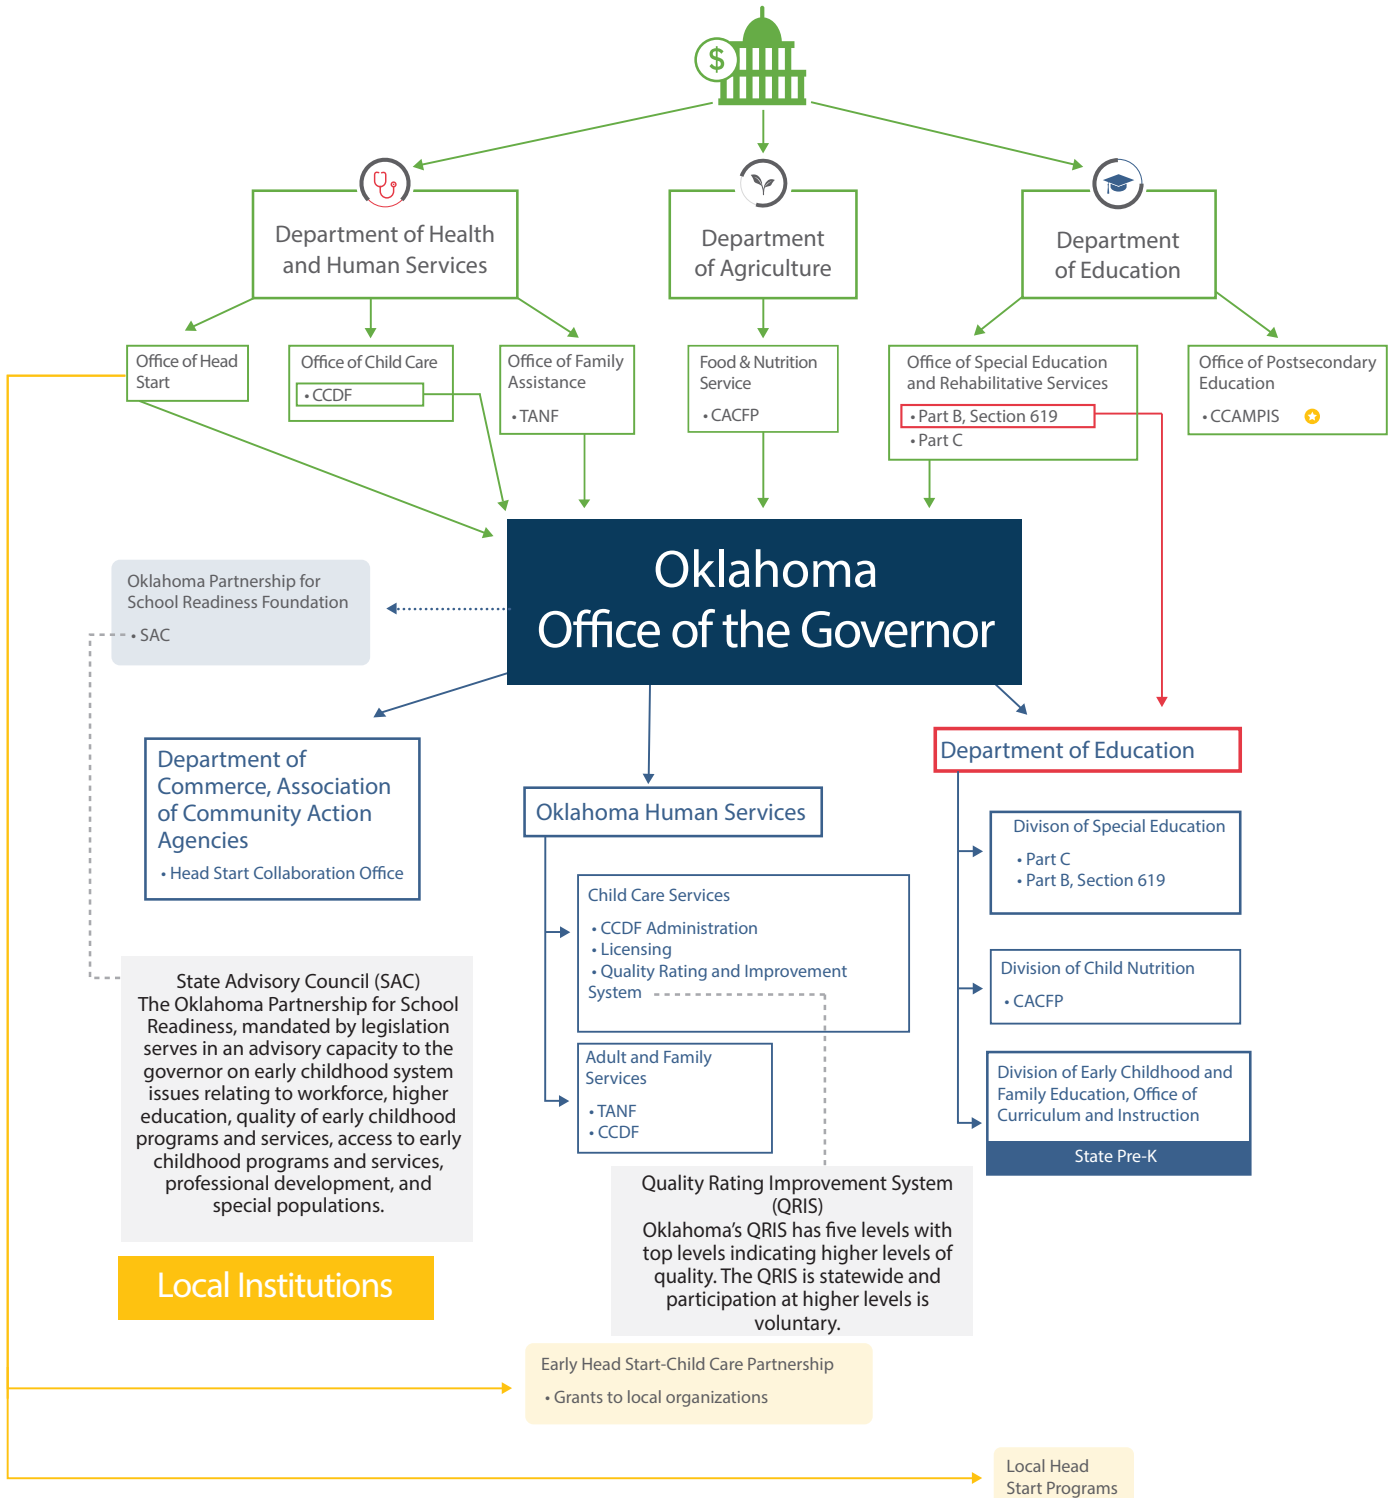 $
Department of Health
and Human Services
Department
of Agriculture
Department
of Education
Office of Head
Start
Office of Child Care
• CCDF
Office of Family
Assistance
• TANF
Food & Nutrition
Service
• CACFP
Office of Special Education
and Rehabilitative Services
• Part B, Section 619
• Part C
Office of Postsecondary
Education
• CCAMPIS
Oklahoma
Office of the Governor
Oklahoma Partnership for
School Readiness Foundation
• SAC
Department of
Commerce, Association
of Community Action
Agencies
• Head Start Collaboration Office
Oklahoma Human Services
Child Care Services
• CCDF Administration
• Licensing
• Quality Rating and Improvement
System
Adult and Family
Services
• TANF
• CCDF
Department of Education
Divison of Special Education
• Part C
• Part B, Section 619
Division of Child Nutrition
• CACFP
Division of Early Childhood and
Family Education, Office of
Curriculum and Instruction
State Pre-K
State Advisory Council (SAC)
The Oklahoma Partnership for School
Readiness, mandated by legislation
serves in an advisory capacity to the
governor on early childhood system
issues relating to workforce, higher
education, quality of early childhood
programs and services, access to early
childhood programs and services,
professional development, and
special populations.
Quality Rating Improvement System
(QRIS)
Oklahoma’s QRIS has five levels with
top levels indicating higher levels of
quality. The QRIS is statewide and
participation at higher levels is
voluntary.
Local Institutions
Early Head Start-Child Care Partnership
• Grants to local organizations
Local Head
Start Programs